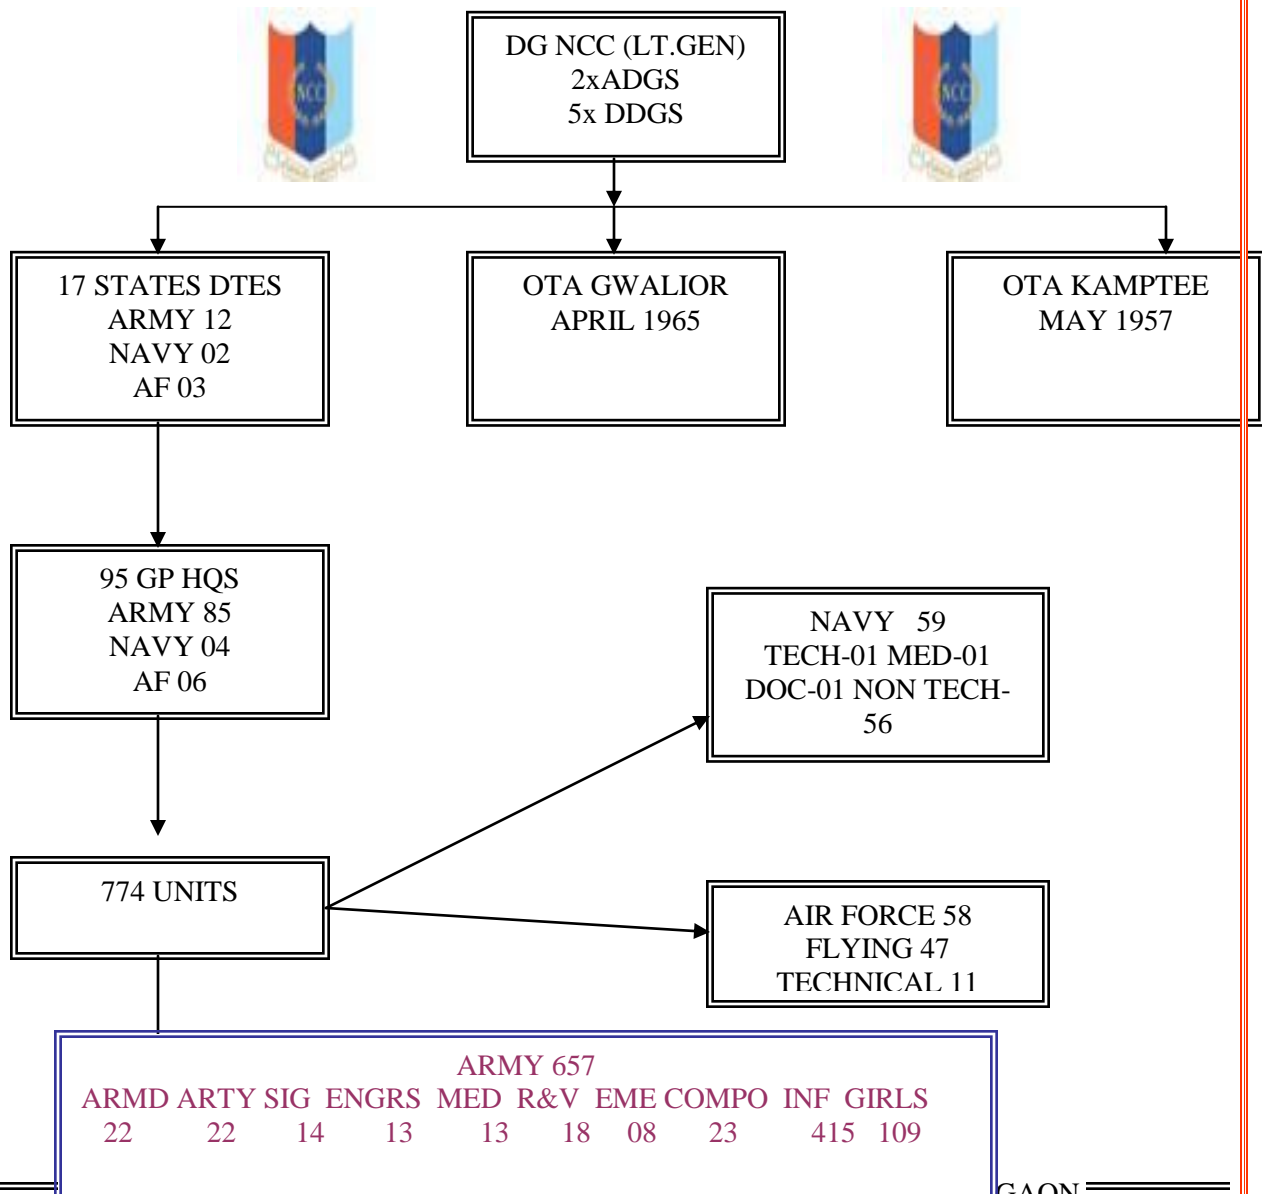 DG NCC (LT.GEN)
2xADGS
5x DDGS
NCC
NCC
17 STATES DTES
ARMY 12
NAVY 02
AF 03
OTA GWALIOR
APRIL 1965
OTA KAMPTEE
MAY 1957
95 GP HQS
ARMY 85
NAVY 04
AF 06
NAVY 59
TECH-01 MED-01
DOC-01 NON TECH-
56
774 UNITS
AIR FORCE 58
FLYING 47
TECHNICAL 11
ARMY 657
ARMD ARTY SIG ENGRS MED R&V EME COMPO INF GIRLS
22 22 14 13 13 18 08 23 415 109
GAON